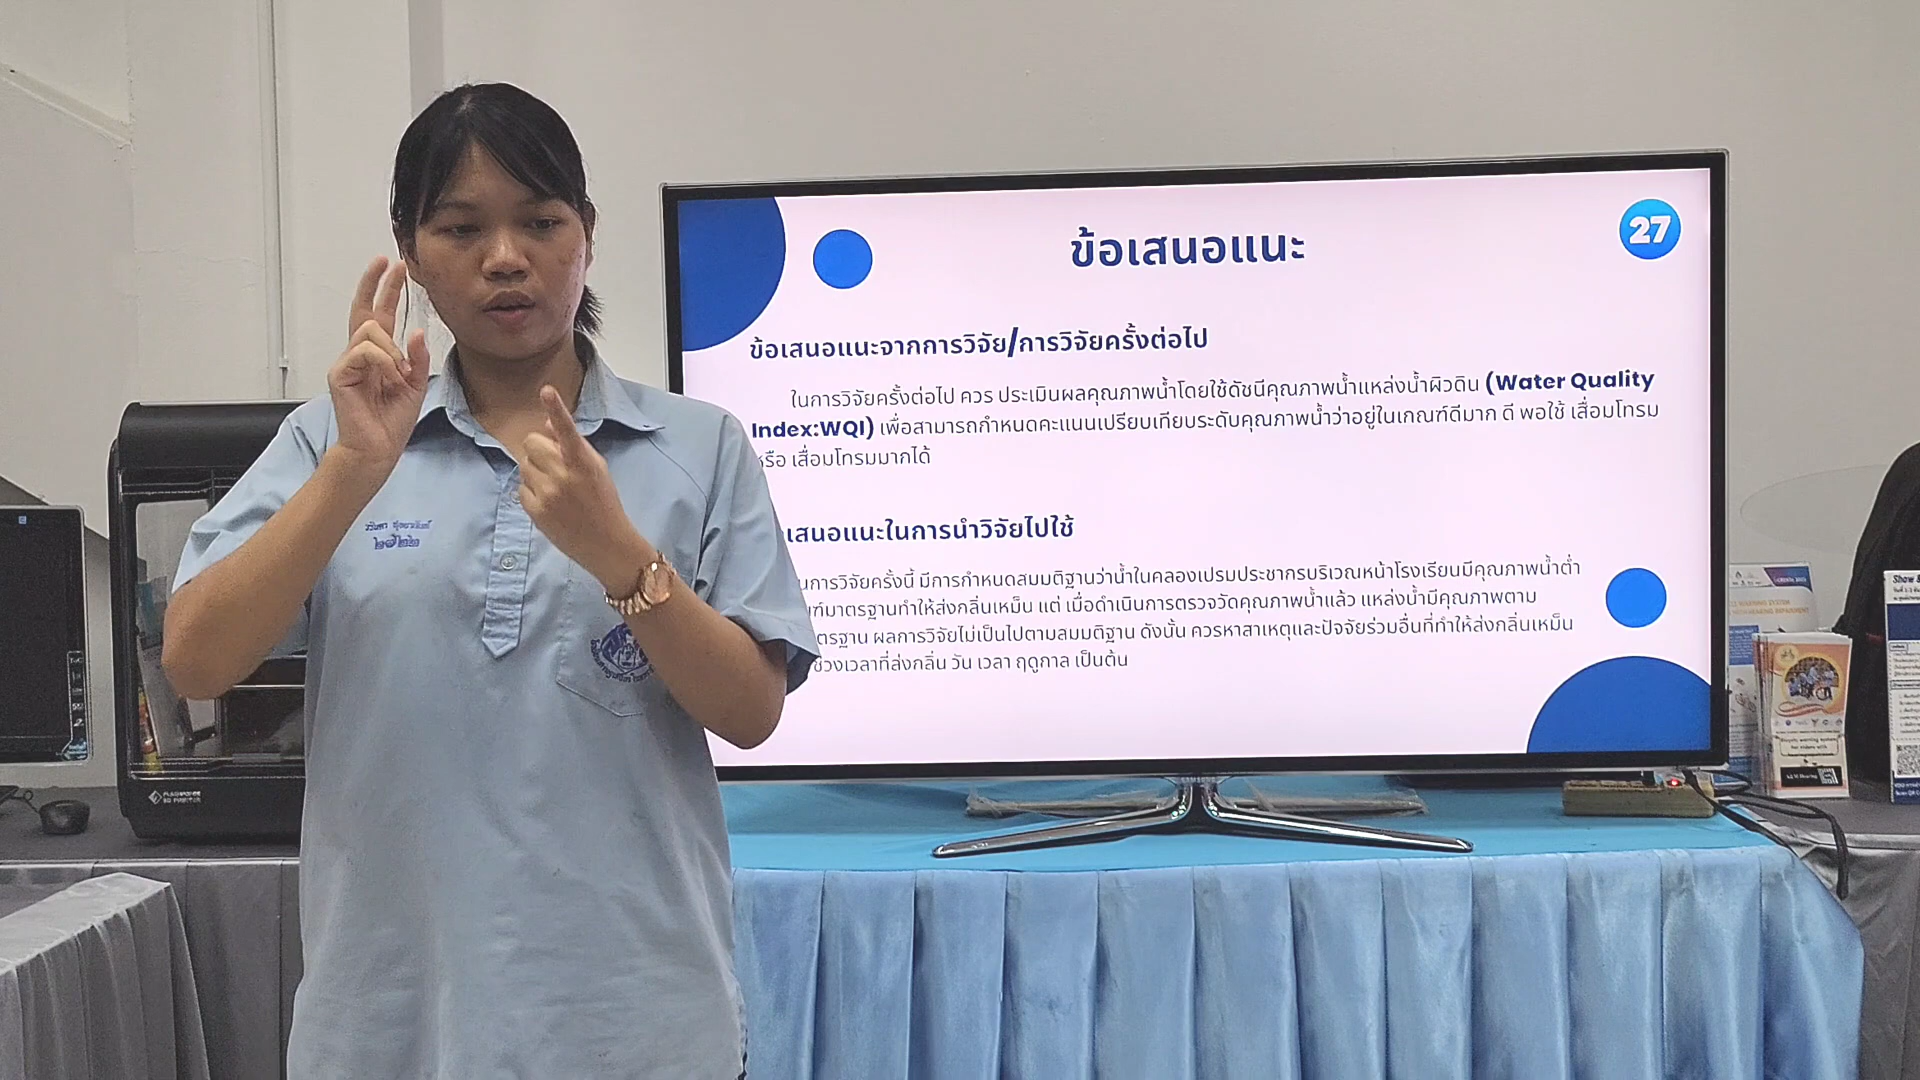 27
ข้อเสนอแนะ
ข้อเสนอแนะจากการวิจัย/การวิจัยครั้งต่อไป
ในการวิจัยครั้งต่อไป ควร ประเมินผลคุณภาพน้ำโดยใช้ดัชนีคุณภาพน้ำแหล่งน้ำผิวดิน (Water Quality
Index:WQI) เพื่อสามารถกำหนดคะแนนเปรียบเทียบระดับคุณภาพน้ำว่าอยู่ในเกณฑ์ดีมาก ดี พอใช้ เสื่อมโทรม
หรือ เสื่อมโทรมมากได้
เสนอแนะในการนำวิจัยไปใช้
นการวิจัยครั้งนี้ มีการกำหนดสมมติฐานว่าน้ำในคลองเปรมประชากรบริเวณหน้าโรงเรียนมีคุณภาพน้ำต่ำ
ฑ์มาตรฐานทำให้ส่งกลิ่นเหม็น แต่ เมื่อดำเนินการตรวจวัดคุณภาพน้ำแล้ว แหล่งน้ำมีคุณภาพตาม
ตรฐาน ผลการวิจัยไม่เป็นไปตามสมมติฐาน ดังนั้น ควรหาสาเหตุและปัจจัยร่วมอื่นที่ทำให้ส่งกลิ่นเหม็น
ช่วงเวลาที่ส่งกลิ่น วัน เวลา ฤดูกาล เป็นต้น
๒๘๒๒
SAMSUNG
Show &